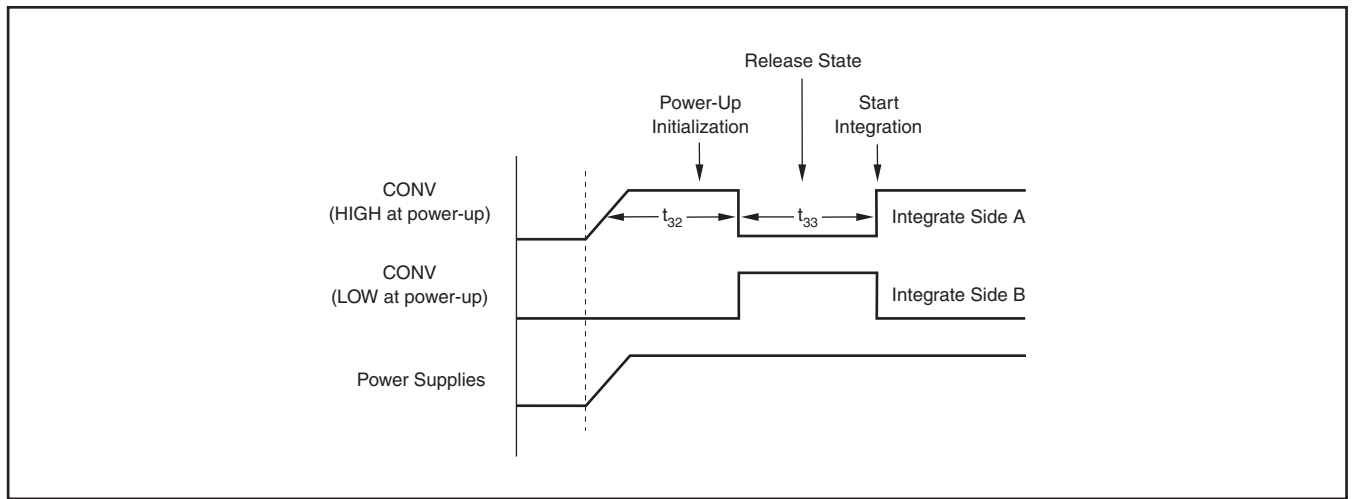 Release State
Power-Up
Initialization
Start
Integration
CONV
(HIGH at power-up)
t32
t33
Integrate Side A
CONV
(LOW at power-up)
Integrate Side B
Power Supplies